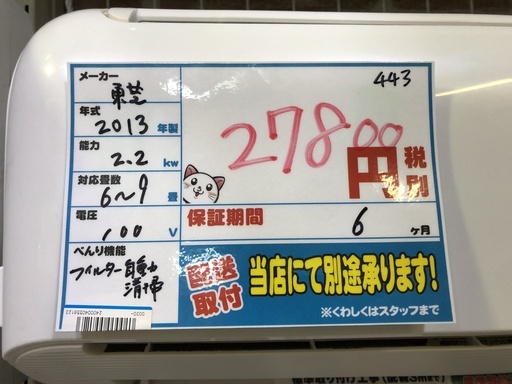 メーカー
東芝
年式
2013年製
能力
2.2 kw
対応畳数
6〜9畳
電圧
100 V
べんり機能
フィルター自動
清掃
443
27800
円
税別
保証期間 6ヶ月
配送
取付
当店にて別途承ります!
※くわしくはスタッフまで